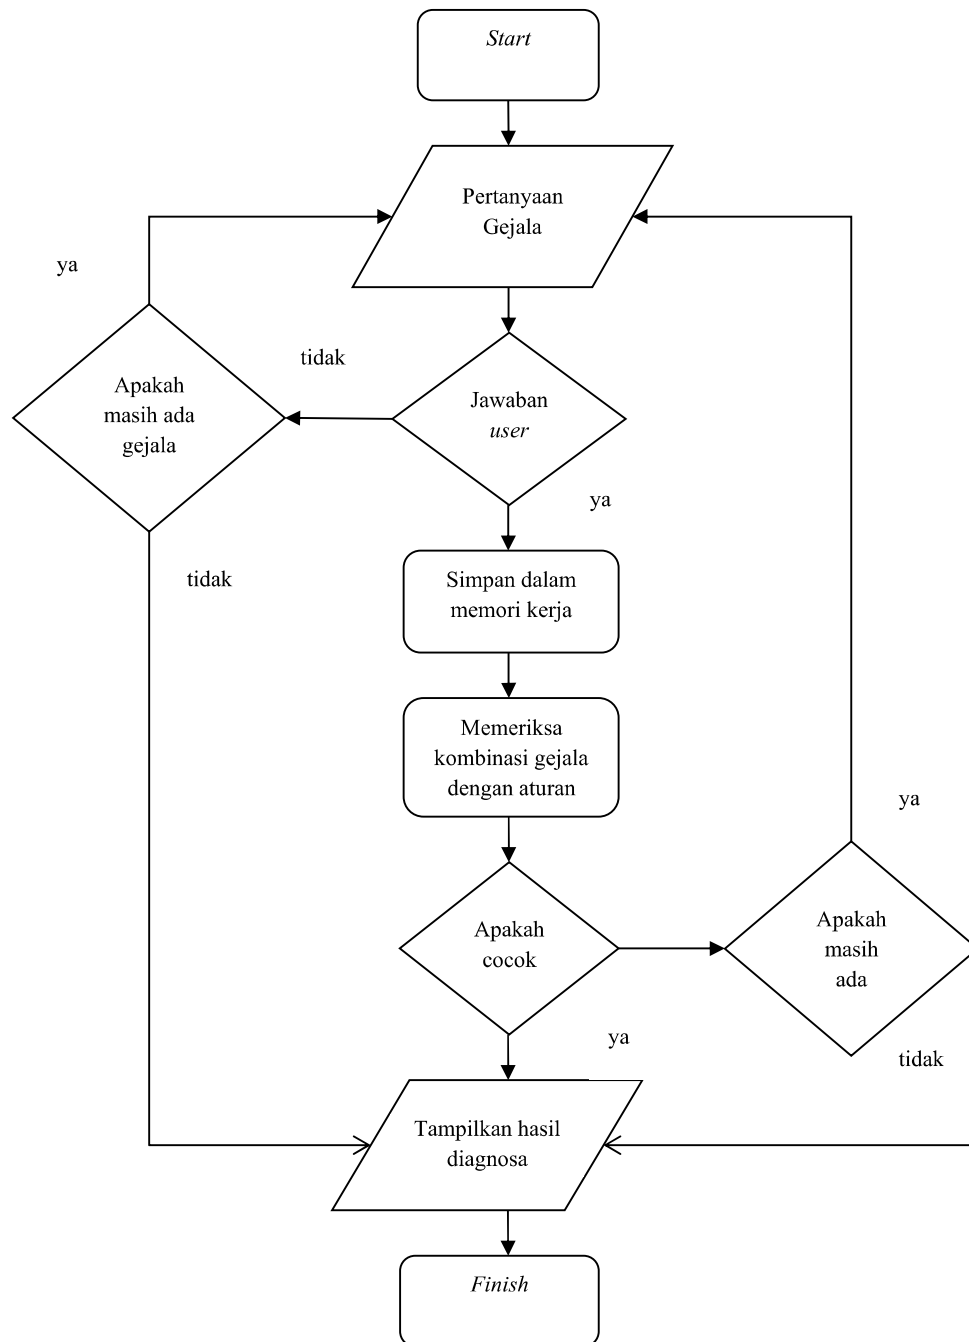 Start
Pertanyaan
Gejala
ya
tidak
Apakah
masih ada
gejala
Jawaban
user
ya
tidak
Simpan dalam
memori kerja
Memeriksa
kombinasi gejala
dengan aturan
ya
Apakah
cocok
Apakah
masih
ada
ya
tidak
Tampilkan hasil
diagnosa
Finish